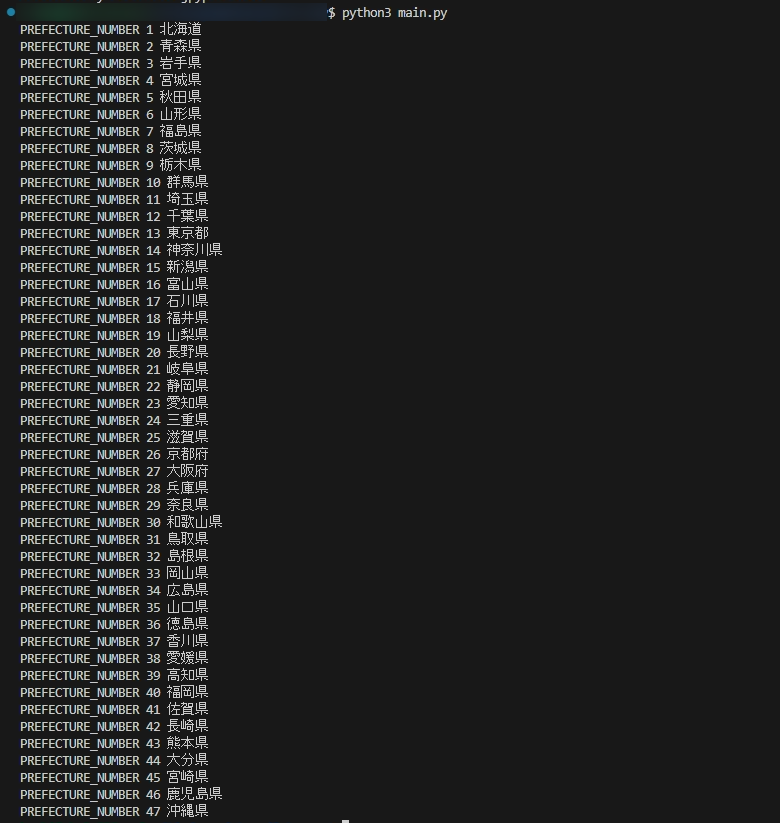 $ python3 main.py
PREFECTURE_NUMBER 1 北海道
PREFECTURE_NUMBER 2 青森県
PREFECTURE_NUMBER 3 岩手県
PREFECTURE_NUMBER 4 宮城県
PREFECTURE_NUMBER 5 秋田県
PREFECTURE_NUMBER 6 山形県
PREFECTURE_NUMBER 7 福島県
PREFECTURE_NUMBER 8 茨城県
PREFECTURE_NUMBER 9 栃木県
PREFECTURE_NUMBER 10 群馬県
PREFECTURE_NUMBER 11 埼玉県
PREFECTURE_NUMBER 12 千葉県
PREFECTURE_NUMBER 13 東京都
PREFECTURE_NUMBER 14 神奈川県
PREFECTURE_NUMBER 15 新潟県
PREFECTURE_NUMBER 16 富山県
PREFECTURE_NUMBER 17 石川県
PREFECTURE_NUMBER 18 福井県
PREFECTURE_NUMBER 19 山梨県
PREFECTURE_NUMBER 20 長野県
PREFECTURE_NUMBER 21 岐阜県
PREFECTURE_NUMBER 22 静岡県
PREFECTURE_NUMBER 23 愛知県
PREFECTURE_NUMBER 24 三重県
PREFECTURE_NUMBER 25 滋賀県
PREFECTURE_NUMBER 26 京都府
PREFECTURE_NUMBER 27 大阪府
PREFECTURE_NUMBER 28 兵庫県
PREFECTURE_NUMBER 29 奈良県
PREFECTURE_NUMBER 30 和歌山県
PREFECTURE_NUMBER 31 鳥取県
PREFECTURE_NUMBER 32 島根県
PREFECTURE_NUMBER 33 岡山県
PREFECTURE_NUMBER 34 広島県
PREFECTURE_NUMBER 35 山口県
PREFECTURE_NUMBER 36 徳島県
PREFECTURE_NUMBER 37 香川県
PREFECTURE_NUMBER 38 愛媛県
PREFECTURE_NUMBER 39 高知県
PREFECTURE_NUMBER 40 福岡県
PREFECTURE_NUMBER 41 佐賀県
PREFECTURE_NUMBER 42 長崎県
PREFECTURE_NUMBER 43 熊本県
PREFECTURE_NUMBER 44 大分県
PREFECTURE_NUMBER 45 宮崎県
PREFECTURE_NUMBER 46 鹿児島県
PREFECTURE_NUMBER 47 沖縄県